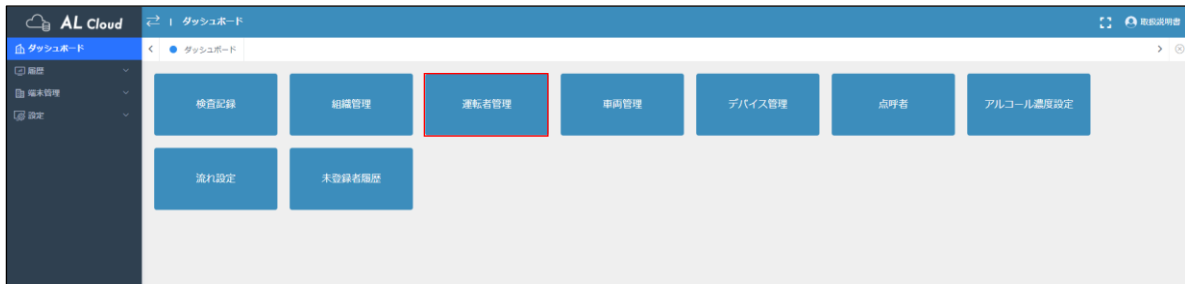 AL Cloud
ダッシュボード
取扱説明書
ダッシュボード
ダッシュボード
履歴
端末管理
設定
検査記録
組織管理
運転者管理
車両管理
デバイス管理
点呼者
アルコール濃度設定
流れ設定
未登録者履歴